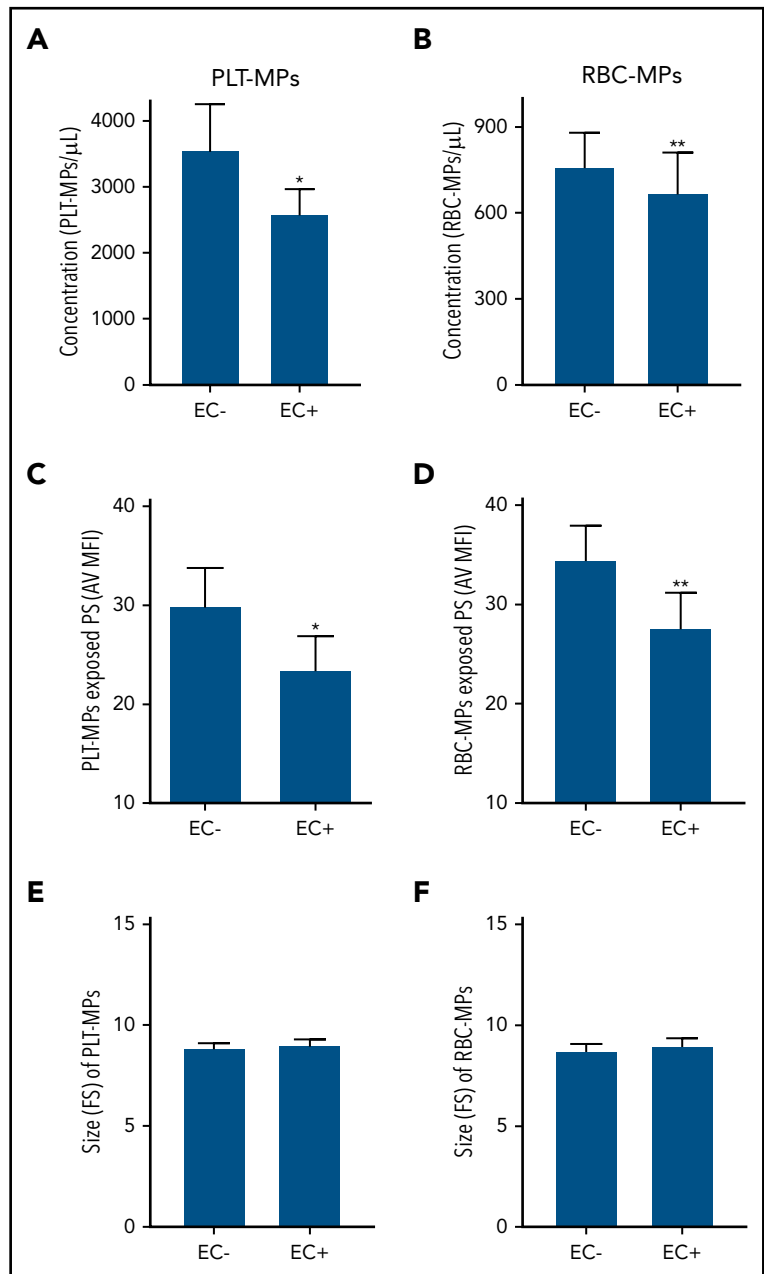 A
PLT-MPs
Concentration (PLT-MPs/μL)
4000
3000
2000
1000
0
*
EC-
EC+
B
RBC-MPs
Concentration (RBC-MPs/μL)
900
600
300
0
**
EC-
EC+
C
PLT-MPs exposed PS (AV MFI)
40
30
20
10
*
EC-
EC+
D
RBC-MPs exposed PS (AV MFI)
40
30
20
10
**
EC-
EC+
E
Size (FS) of PLT-MPs
15
10
5
0
EC-
EC+
F
Size (FS) of RBC-MPs
15
10
5
0
EC-
EC+